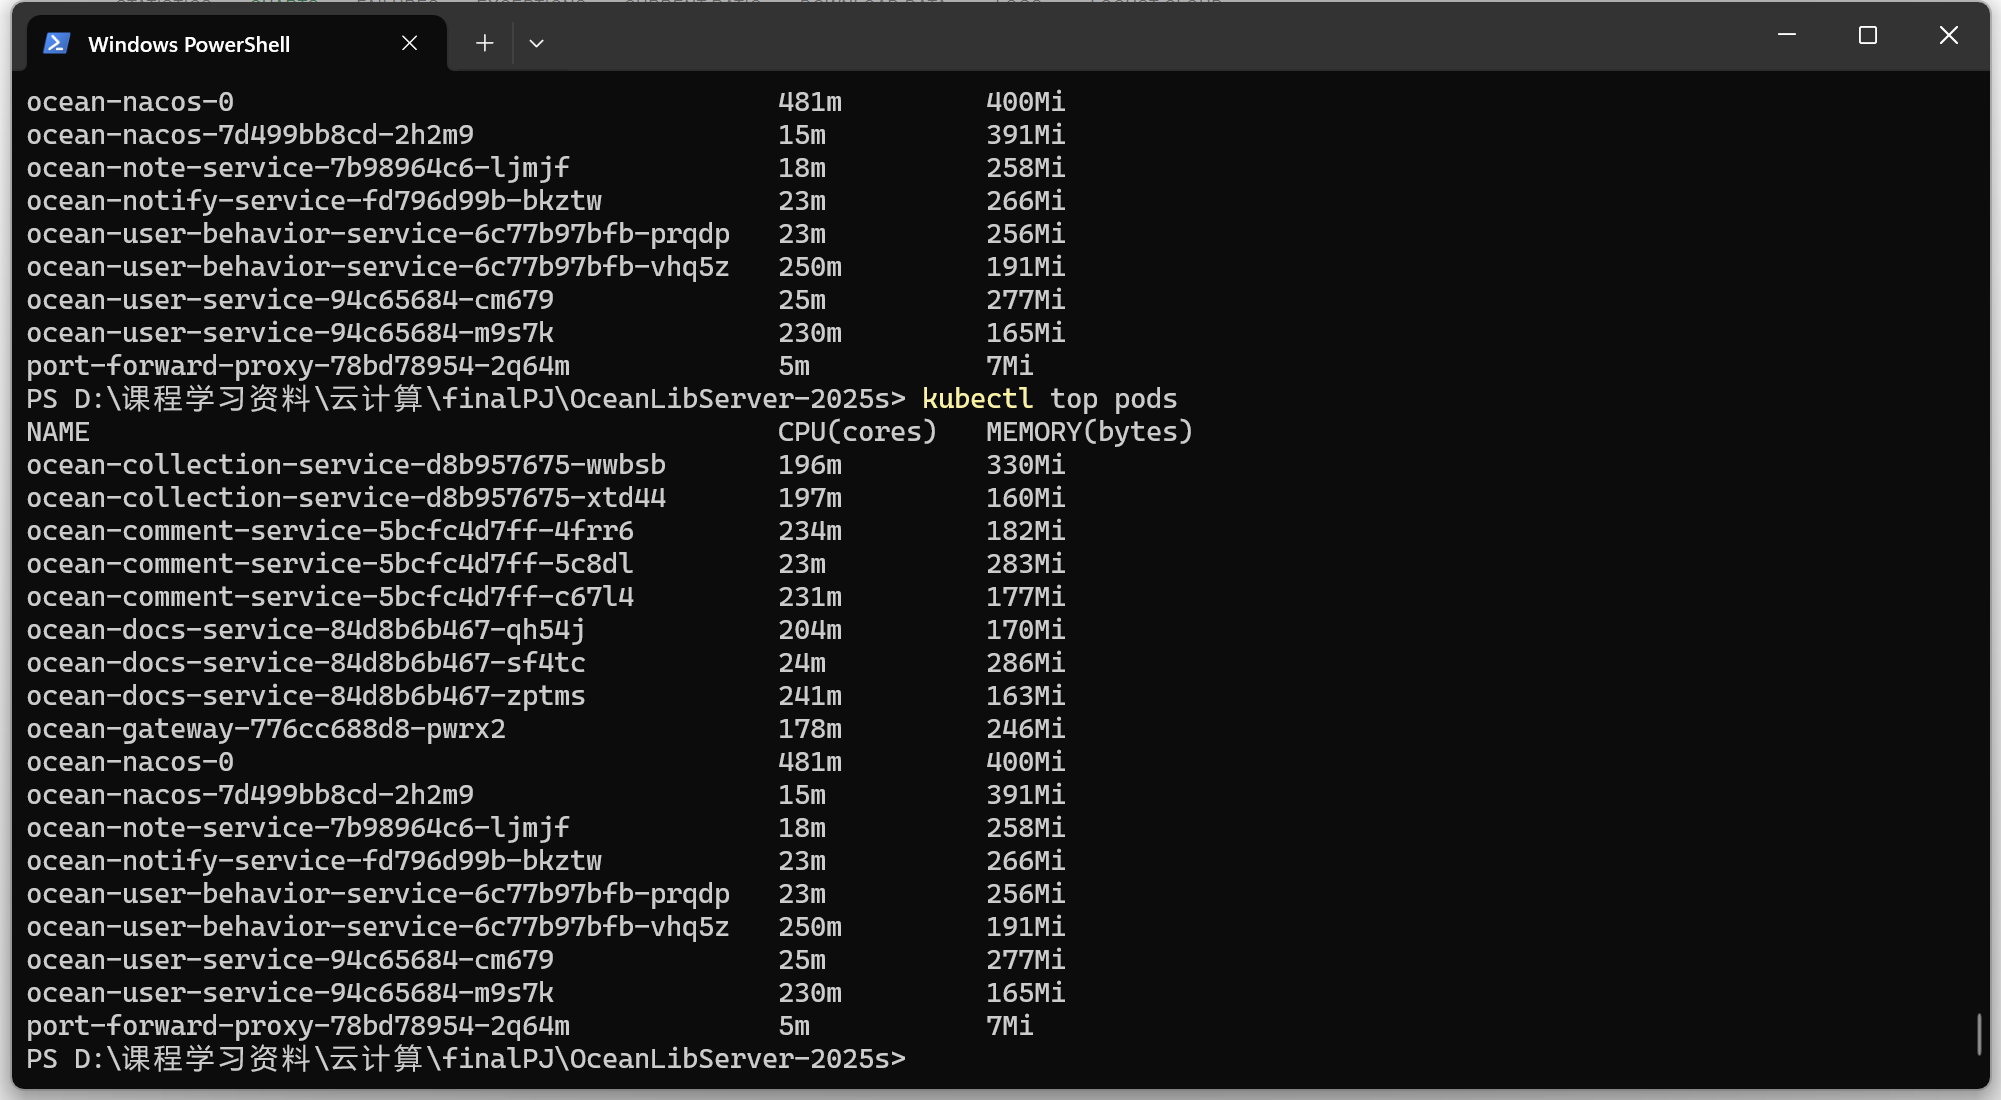 Windows PowerShell
ocean-nacos-0 481m 400Mi
ocean-nacos-7d499bb8cd-2h2m9 15m 391Mi
ocean-note-service-7b98964c6-ljmjf 18m 258Mi
ocean-notify-service-fd796d99b-bkztw 23m 266Mi
ocean-user-behavior-service-6c77b97bfb-prqdp 23m 256Mi
ocean-user-behavior-service-6c77b97bfb-vhq5z 250m 191Mi
ocean-user-service-94c65684-cm679 25m 277Mi
ocean-user-service-94c65684-m9s7k 230m 165Mi
port-forward-proxy-78bd78954-2q64m 5m 7Mi
PS D:\课程学习资料\云计算\finalPJ\OceanLibServer-2025s> kubectl top pods
NAME CPU(cores) MEMORY(bytes)
ocean-collection-service-d8b957675-wwbsb 196m 330Mi
ocean-collection-service-d8b957675-xtd44 197m 160Mi
ocean-comment-service-5bcfc4d7ff-4frr6 234m 182Mi
ocean-comment-service-5bcfc4d7ff-5c8dl 23m 283Mi
ocean-comment-service-5bcfc4d7ff-c67l4 231m 177Mi
ocean-docs-service-84d8b6b467-qh54j 204m 170Mi
ocean-docs-service-84d8b6b467-sf4tc 24m 286Mi
ocean-docs-service-84d8b6b467-zptms 241m 163Mi
ocean-gateway-776cc688d8-pwrx2 178m 246Mi
ocean-nacos-0 481m 400Mi
ocean-nacos-7d499bb8cd-2h2m9 15m 391Mi
ocean-note-service-7b98964c6-ljmjf 18m 258Mi
ocean-notify-service-fd796d99b-bkztw 23m 266Mi
ocean-user-behavior-service-6c77b97bfb-prqdp 23m 256Mi
ocean-user-behavior-service-6c77b97bfb-vhq5z 250m 191Mi
ocean-user-service-94c65684-cm679 25m 277Mi
ocean-user-service-94c65684-m9s7k 230m 165Mi
port-forward-proxy-78bd78954-2q64m 5m 7Mi
PS D:\课程学习资料\云计算\finalPJ\OceanLibServer-2025s>